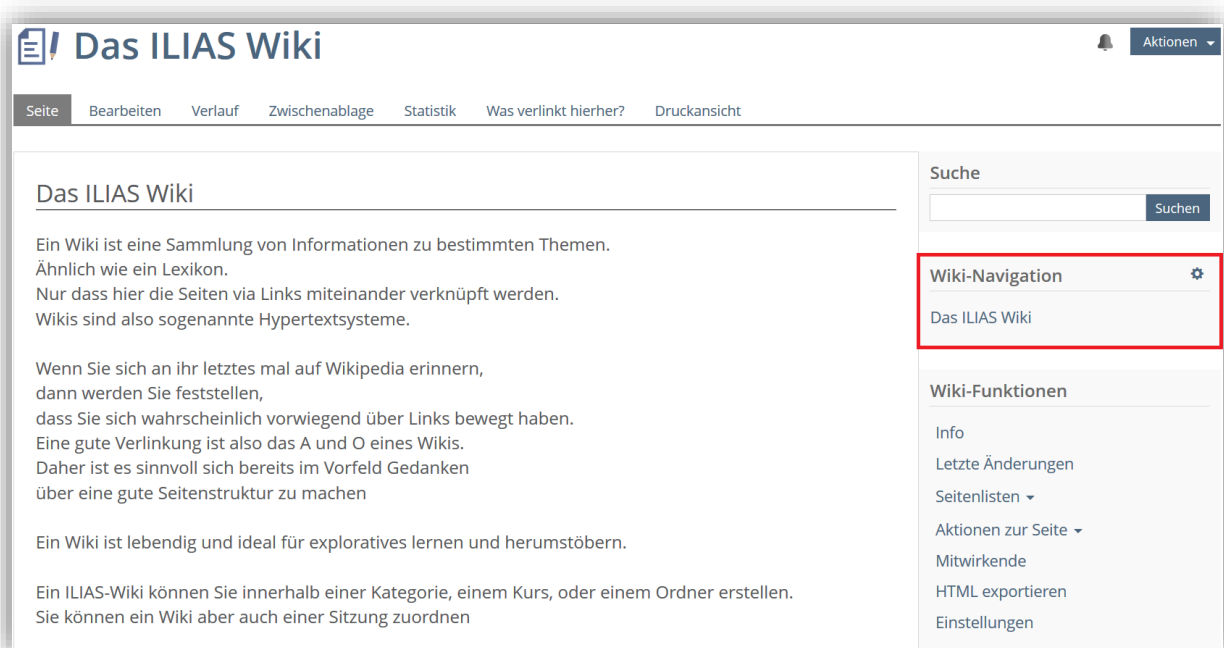 Das ILIAS Wiki
Aktionen
Seite Bearbeiten Verlauf Zwischenablage Statistik Was verlinkt hierher? Druckansicht
Das ILIAS Wiki
Ein Wiki ist eine Sammlung von Informationen zu bestimmten Themen.
Ähnlich wie ein Lexikon.
Nur dass hier die Seiten via Links miteinander verknüpft werden.
Wikis sind also sogenannte Hypertextsysteme.
Wenn Sie sich an ihr letztes mal auf Wikipedia erinnern,
dann werden Sie feststellen,
dass Sie sich wahrscheinlich vorwiegend über Links bewegt haben.
Eine gute Verlinkung ist also das A und O eines Wikis.
Daher ist es sinnvoll sich bereits im Vorfeld Gedanken
über eine gute Seitenstruktur zu machen
Ein Wiki ist lebendig und ideal für exploratives lernen und herumstöbern.
Ein ILIAS-Wiki können Sie innerhalb einer Kategorie, einem Kurs, oder einem Ordner erstellen.
Sie können ein Wiki aber auch einer Sitzung zuordnen
Suche
Suchen
Wiki-Navigation
Das ILIAS Wiki
Wiki-Funktionen
Info
Letzte Änderungen
Seitenlisten
Aktionen zur Seite
Mitwirkende
HTML exportieren
Einstellungen